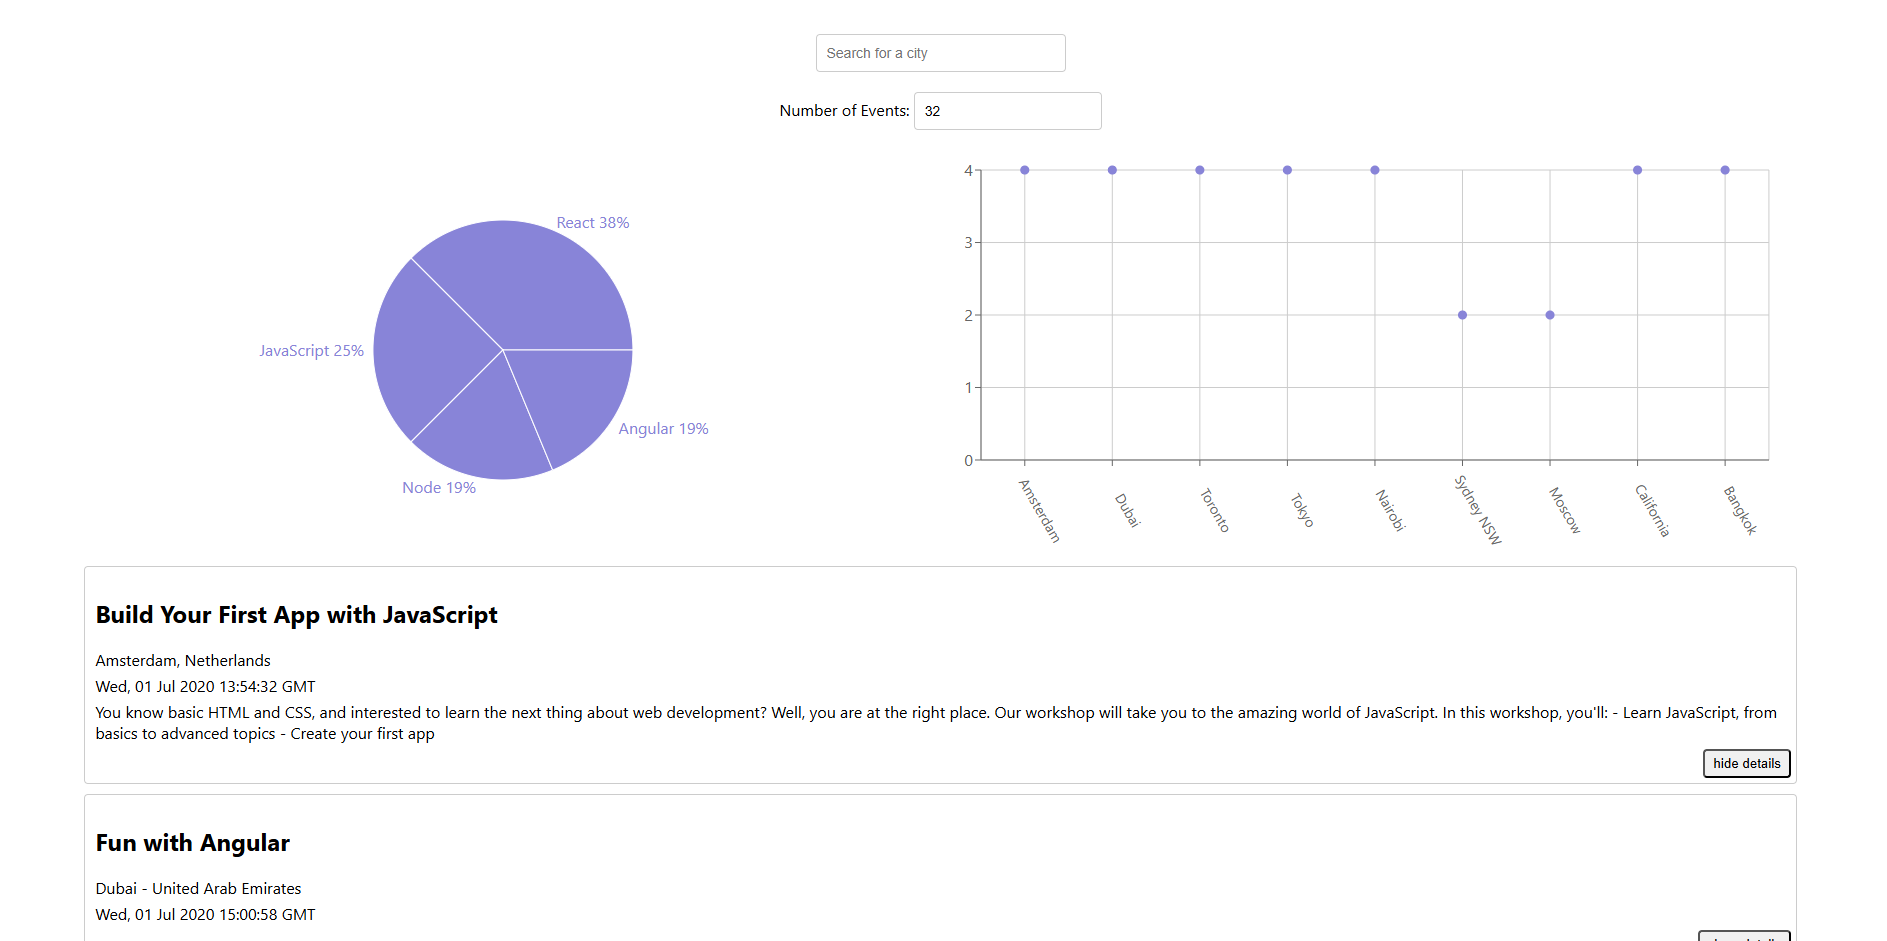 Search for a city
Number of Events: 32
React 38%
JavaScript 25%
Angular 19%
Node 19%
4
3
2
1
0
Amsterdam
Dubai
Toronto
Tokyo
Nairobi
Sydney NSW
Moscow
California
Bangkok
Build Your First App with JavaScript
Amsterdam, Netherlands
Wed, 01 Jul 2020 13:54:32 GMT
You know basic HTML and CSS, and interested to learn the next thing about web development? Well, you are at the right place. Our workshop will take you to the amazing world of JavaScript. In this workshop, you'll: - Learn JavaScript, from
basics to advanced topics - Create your first app
hide details
Fun with Angular
Dubai - United Arab Emirates
Wed, 01 Jul 2020 15:00:58 GMT